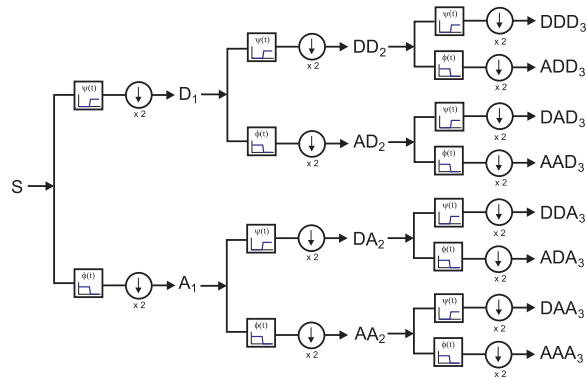 S
ψ(t)
x 2
D1
ϕ(t)
x 2
A1
ψ(t)
x 2
DD2
ϕ(t)
x 2
AD2
ψ(t)
x 2
DA2
ϕ(t)
x 2
AA2
ψ(t)
x 2
DDD3
ϕ(t)
x 2
ADD3
ψ(t)
x 2
DAD3
ϕ(t)
x 2
AAD3
ψ(t)
x 2
DDA3
ϕ(t)
x 2
ADA3
ψ(t)
x 2
DAA3
ϕ(t)
x 2
AAA3